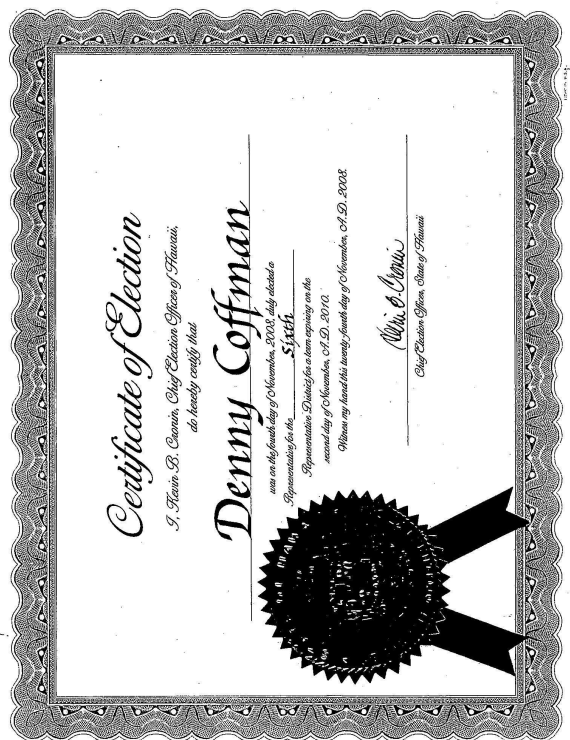 Certificate of Election
I, Kevin B. Cronin, Chief Election Officer of Hawaii,
do hereby certify that
Denny Coffman
was on the fourth day of November, 2008, duly elected a
Representative for the Sixth
Representative District for a term expiring on the
second day of November, A.D. 2010.
Witness my hand this twenty-fourth day of November, A.D. 2008.
Kevin B. Cronin
Chief Election Officer, State of Hawaii